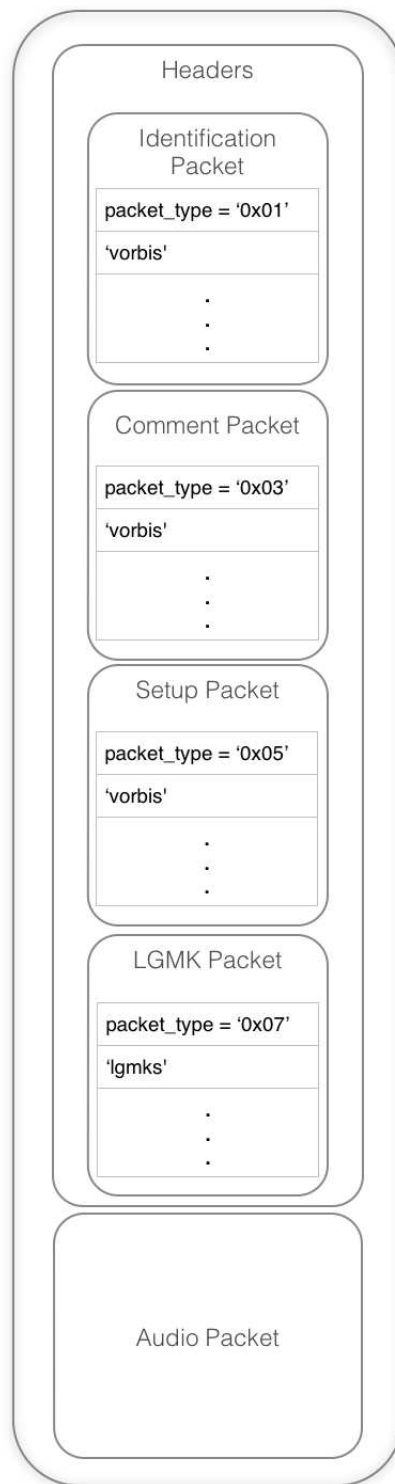 Headers
Identification
Packet
packet_type = ‘0x01’
‘vorbis'
.
.
.
Comment Packet
packet_type = ‘0x03’
‘vorbis'
.
.
.
Setup Packet
packet_type = ‘0x05’
‘vorbis'
.
.
.
LGMK Packet
packet_type = ‘0x07’
‘lgmks'
.
.
.
Audio Packet